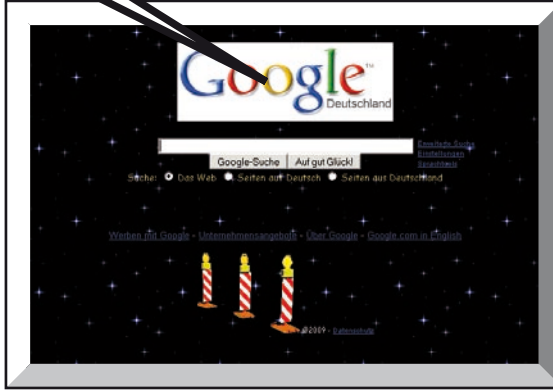 Google™
Deutschland
Erweiterte Suche
Einstellungen
Sprachtools
Google-Suche Auf gut Glück!
Suche: Das Web Seiten auf Deutsch Seiten aus Deutschland
Werben mit Google - Unternehmensangebote - Über Google - Google.com in English
©2009 - Datenschutz